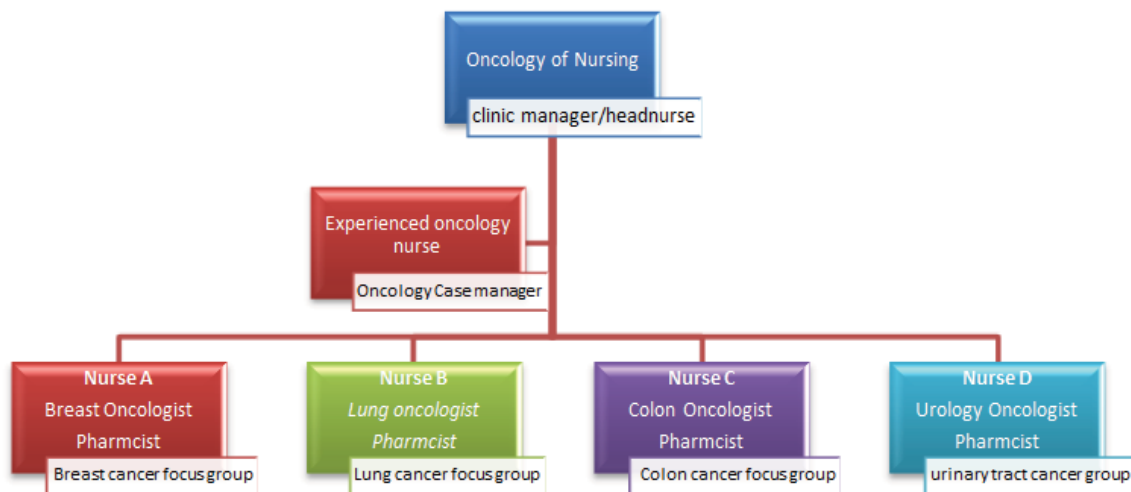 Oncology of Nursing
clinic manager/headnurse
Experienced oncology
nurse
Oncology Case manager
Nurse A
Breast Oncologist
Pharmcist
Breast cancer focus group
Nurse B
Lung oncologist
Pharmcist
Lung cancer focus group
Nurse C
Colon Oncologist
Pharmcist
Colon cancer focus group
Nurse D
Urology Oncologist
Pharmcist
urinary tract cancer group